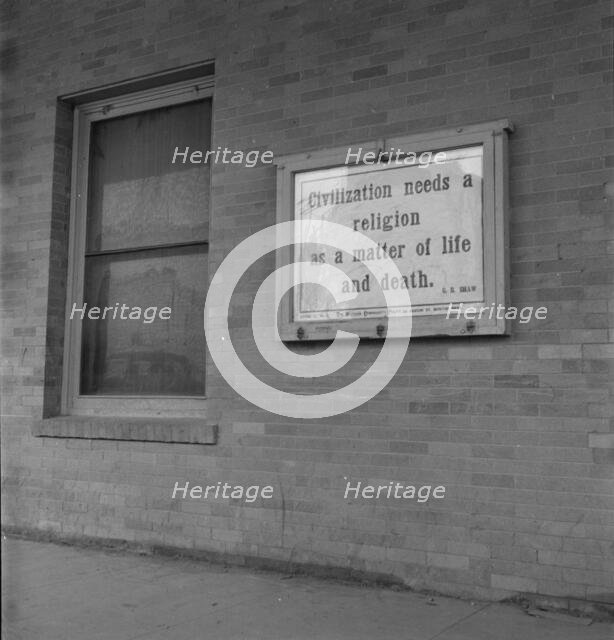 Civilization needs a
religion
as a matter of life
and death.
G. B. SHAW
Heritage Heritage
Heritage Heritage
Heritage Heritage
©